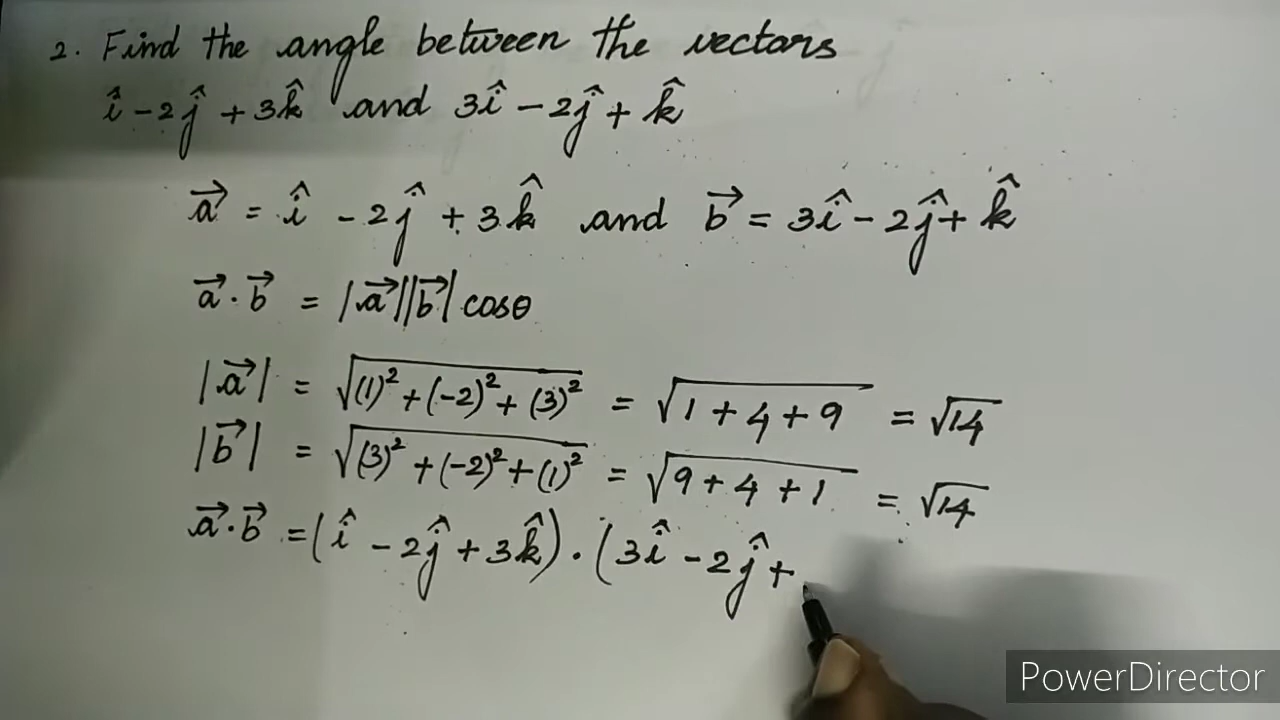 2. Find the angle between the vectors
î - 2ĵ + 3k̂ and 3î - 2ĵ + k̂
a⃗ = î - 2ĵ + 3k̂ and b⃗ = 3î - 2ĵ + k̂
a⃗ · b⃗ = |a⃗||b⃗| cosθ
|a⃗| = √((1)² + (-2)² + (3)²) = √(1 + 4 + 9) = √14
|b⃗| = √((3)² + (-2)² + (1)²) = √(9 + 4 + 1) = √14
a⃗ · b⃗ = (î - 2ĵ + 3k̂) · (3î - 2ĵ +
PowerDirector